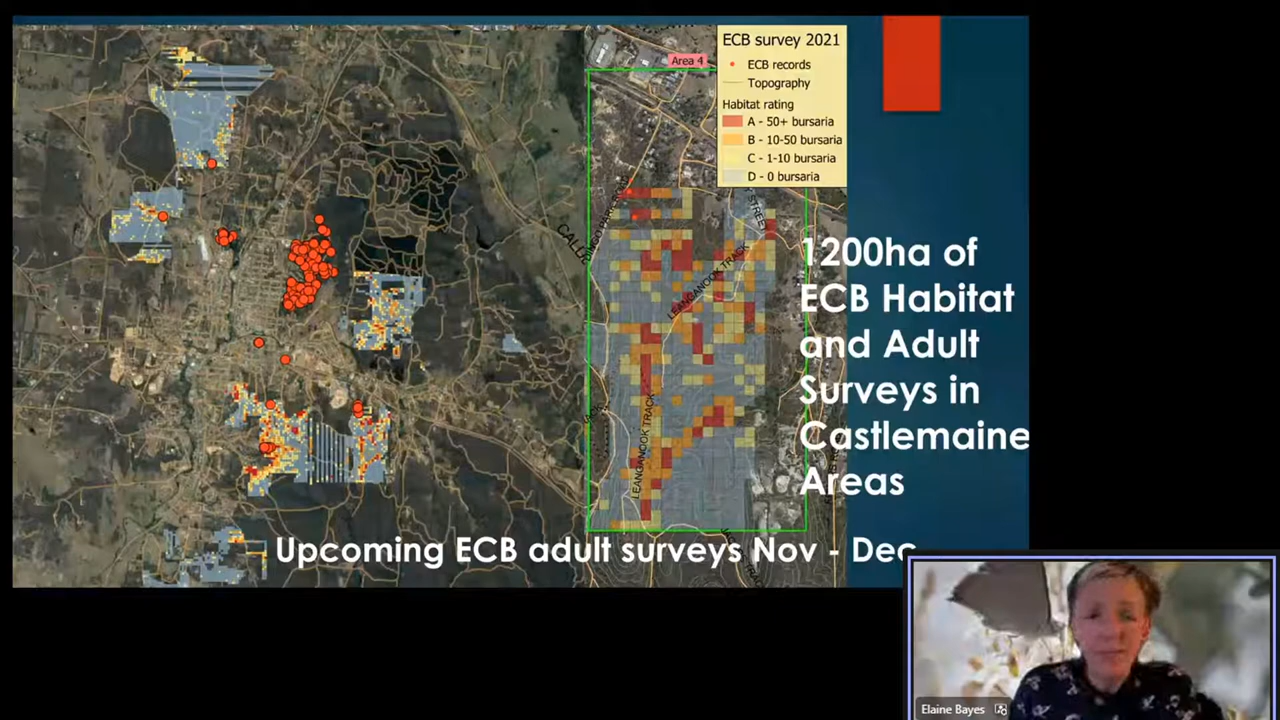 ECB survey 2021
ECB records
Topography
Habitat rating
A - 50+ bursaria
B - 10-50 bursaria
C - 1-10 bursaria
D - 0 bursaria
Area 4
STREET
LEANGANOOK TRACK
LEANGANOOK TRACK
1200ha of
ECB Habitat
and Adult
Surveys in
Castlemaine
Areas
Upcoming ECB adult surveys Nov - Dec
Elaine Bayes